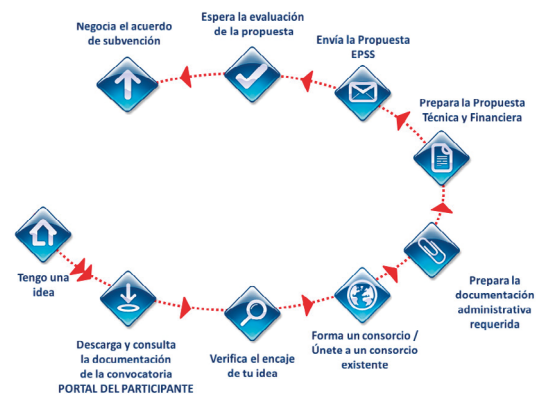 Negocia el acuerdo
de subvención
Espera la evaluación
de la propuesta
Envía la Propuesta
EPSS
Prepara la Propuesta
Técnica y Financiera
Tengo una
idea
Descarga y consulta
la documentación
de la convocatoria
PORTAL DEL PARTICIPANTE
Verifica el encaje
de tu idea
Forma un consorcio /
Únete a un consorcio
existente
Prepara la
documentación
administrativa
requerida